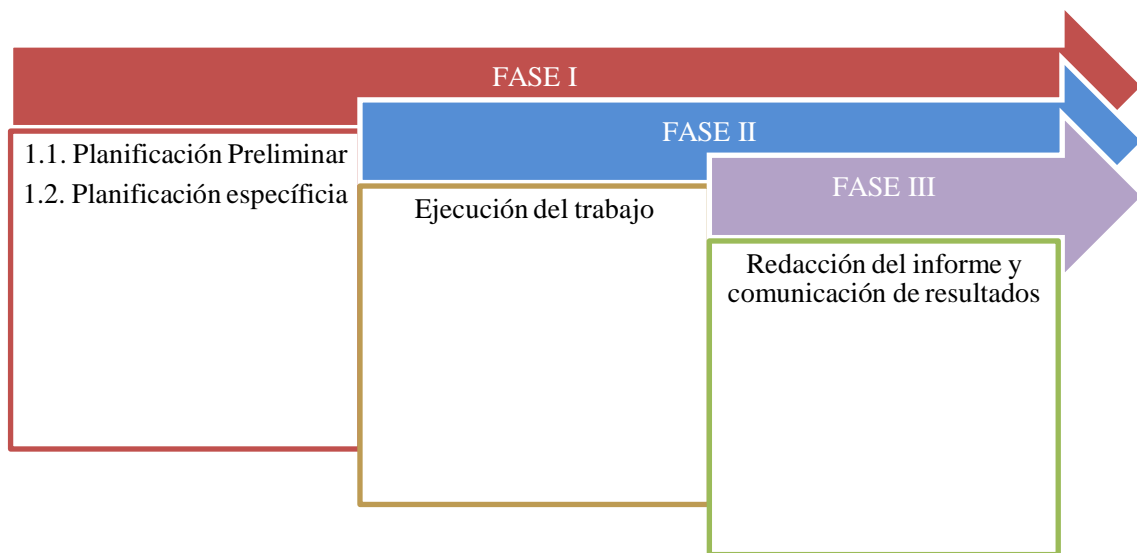 FASE I
1.1. Planificación Preliminar
1.2. Planificación específicia
FASE II
Ejecución del trabajo
FASE III
Redacción del informe y
comunicación de resultados